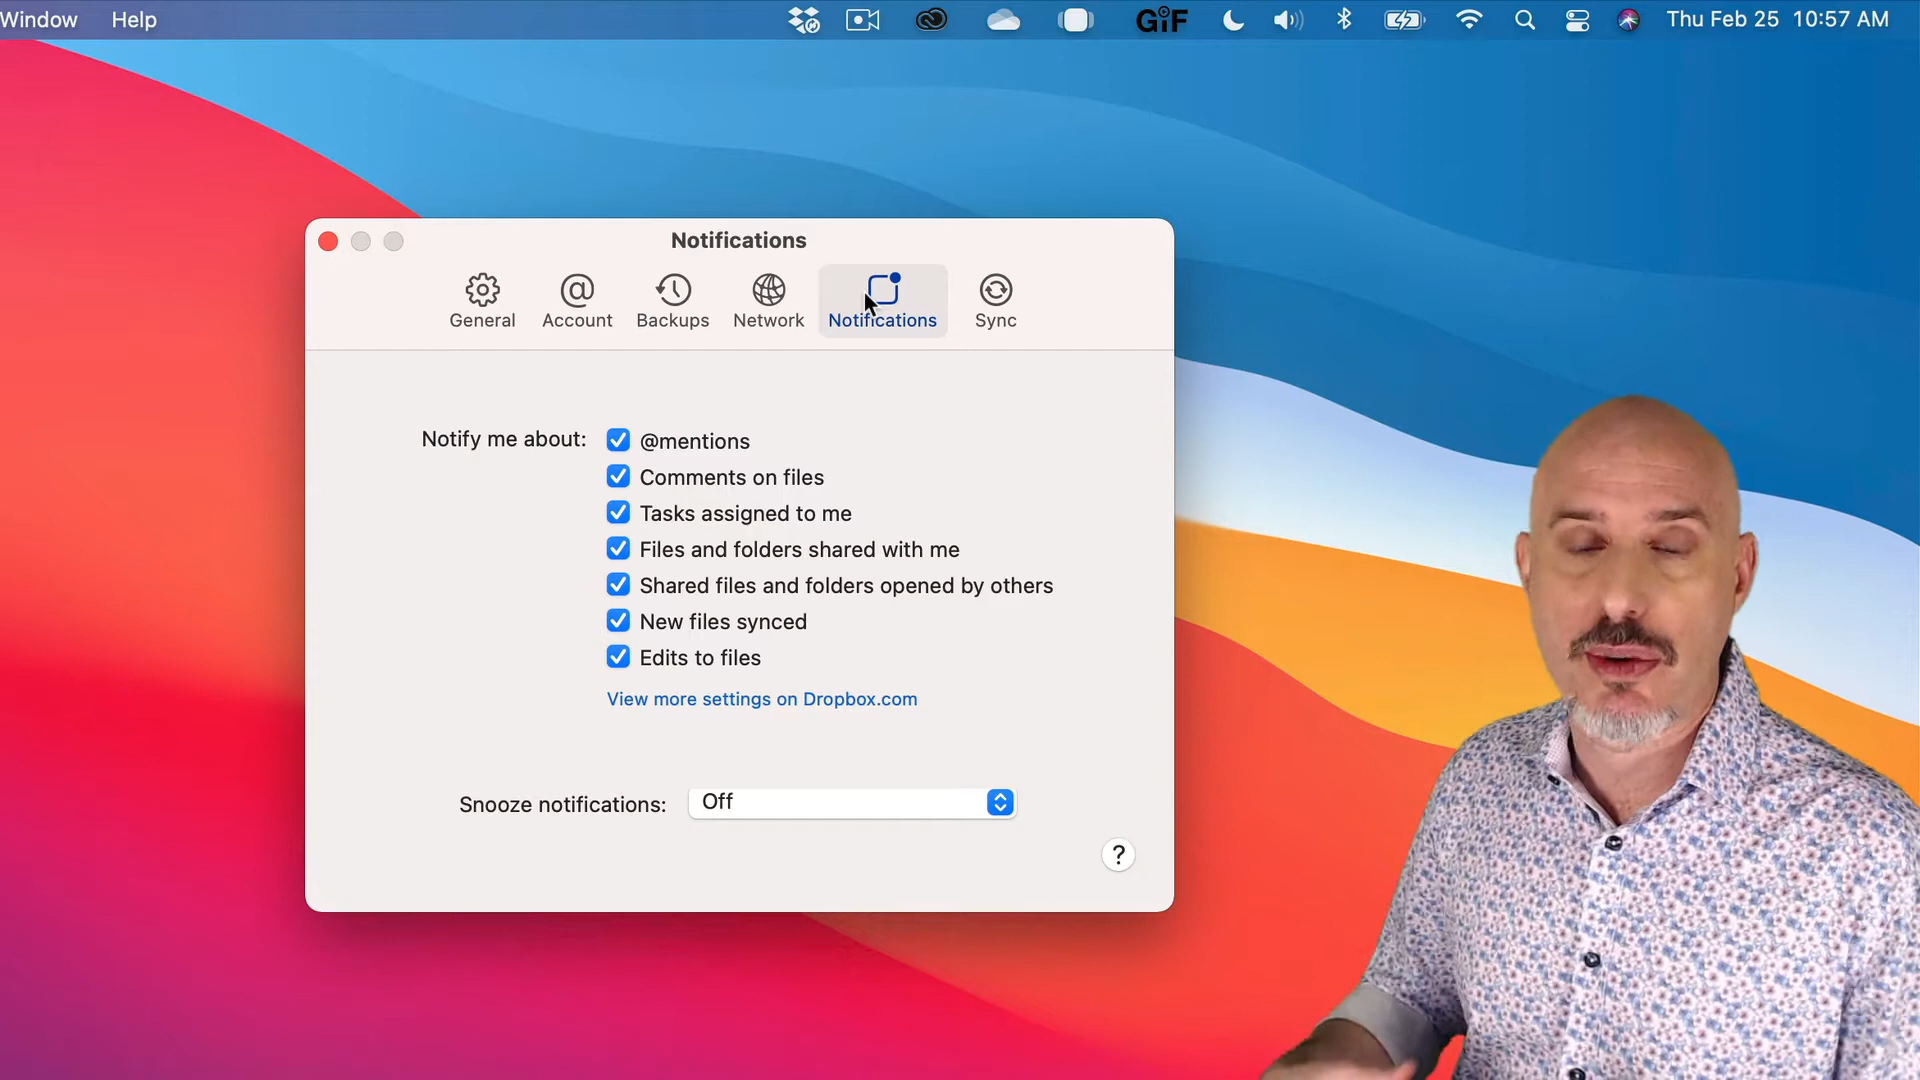 Window Help GIF Thu Feb 25 10:57 AM
Notifications
General Account Backups Network Notifications Sync
Notify me about: @mentions
Comments on files
Tasks assigned to me
Files and folders shared with me
Shared files and folders opened by others
New files synced
Edits to files
View more settings on Dropbox.com
Snooze notifications: Off
?